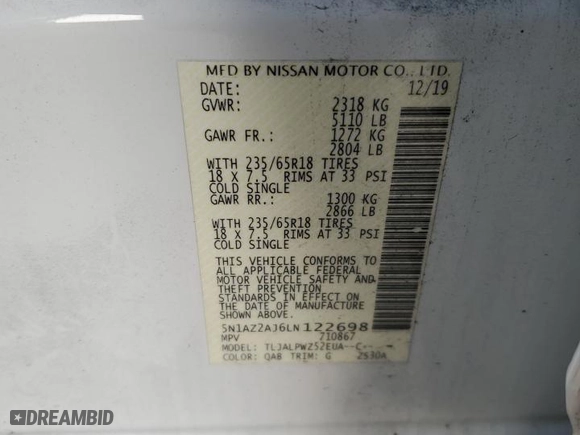 MFD BY NISSAN MOTOR CO., LTD.
DATE: 12/19
GVWR: 2318 KG
5110 LB
GAWR FR.: 1272 KG
2804 LB
WITH 235/65R18 TIRES
18 X 7.5 RIMS AT 33 PSI
COLD SINGLE
GAWR RR.: 1300 KG
2866 LB
WITH 235/65R18 TIRES
18 X 7.5 RIMS AT 33 PSI
COLD SINGLE
THIS VEHICLE CONFORMS TO
ALL APPLICABLE FEDERAL
MOTOR VEHICLE SAFETY AND
THEFT PREVENTION
STANDARDS IN EFFECT ON
THE DATE OF MANUFACTURE
SHOWN ABOVE.
5N1AZ2AJ6LN122698
MPV 710867
MODEL: TLJALPWZ52EUA--C--
COLOR: QAB TRIM: G 2S30A
DREAMBID